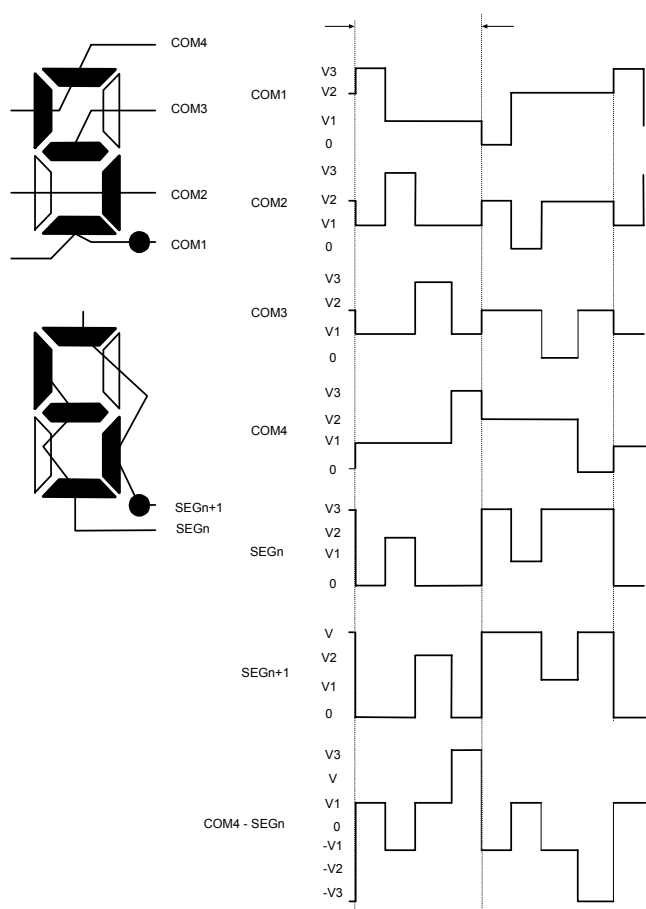 COM4
COM3
COM2
COM1
SEGn+1
SEGn
COM1
V3
V2
V1
0
COM2
V3
V2
V1
0
COM3
V3
V2
V1
0
COM4
V3
V2
V1
0
SEGn
V3
V2
V1
0
SEGn+1
V
V2
V1
0
COM4 - SEGn
V3
V
V1
0
-V1
-V2
-V3